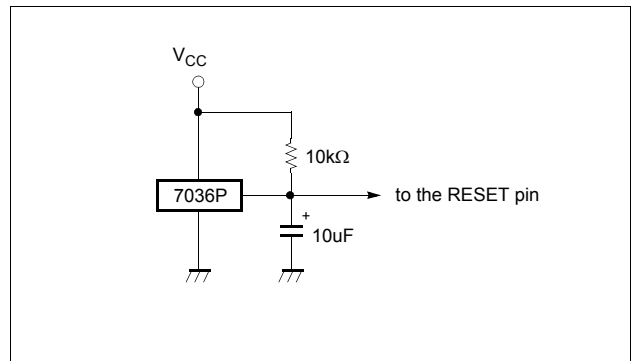 VCC
10kΩ
7036P
to the RESET pin
+
10uF